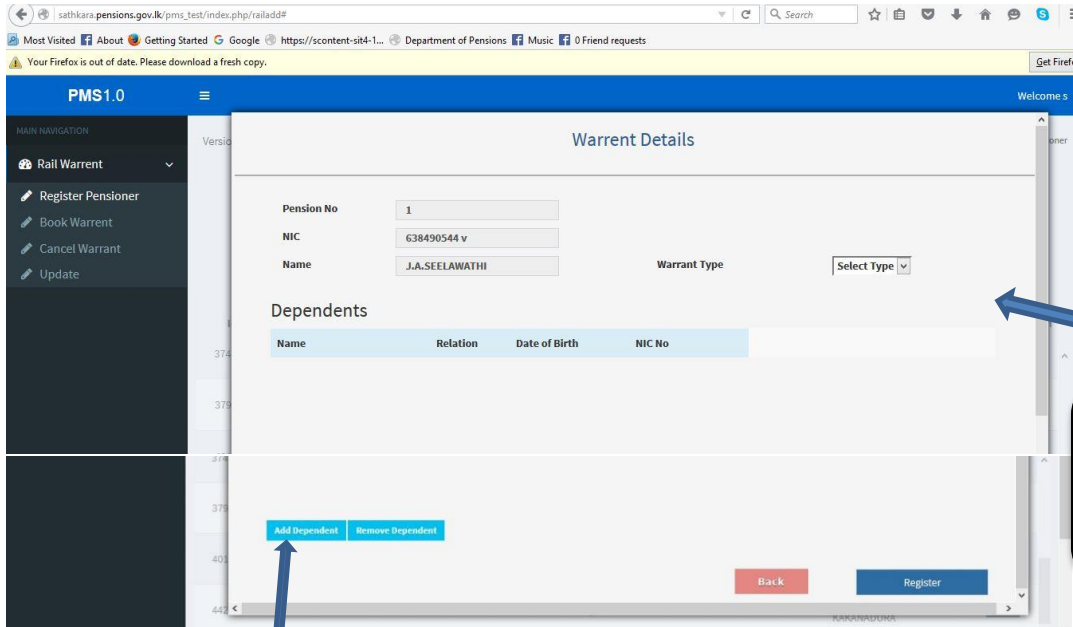 sathkara.pensions.gov.lk/pms_test/index.php/railadd#
Search
Most Visited About Getting Started Google https://scontent-sit4-1... Department of Pensions Music 0 Friend requests
Your Firefox is out of date. Please download a fresh copy.
Get Firef
PMS1.0
Welcome s
MAIN NAVIGATION
Versio
Warrent Details
oner
Rail Warrent
Register Pensioner
Book Warrent
Cancel Warrant
Update
Pension No 1
NIC 638490544 v
Name J.A.SEELAWATHI Warrant Type Select Type
Dependents
Name Relation Date of Birth NIC No
374
379
374
379
Add Dependent Remove Dependent
401
Back Register
442
KAKANADURA